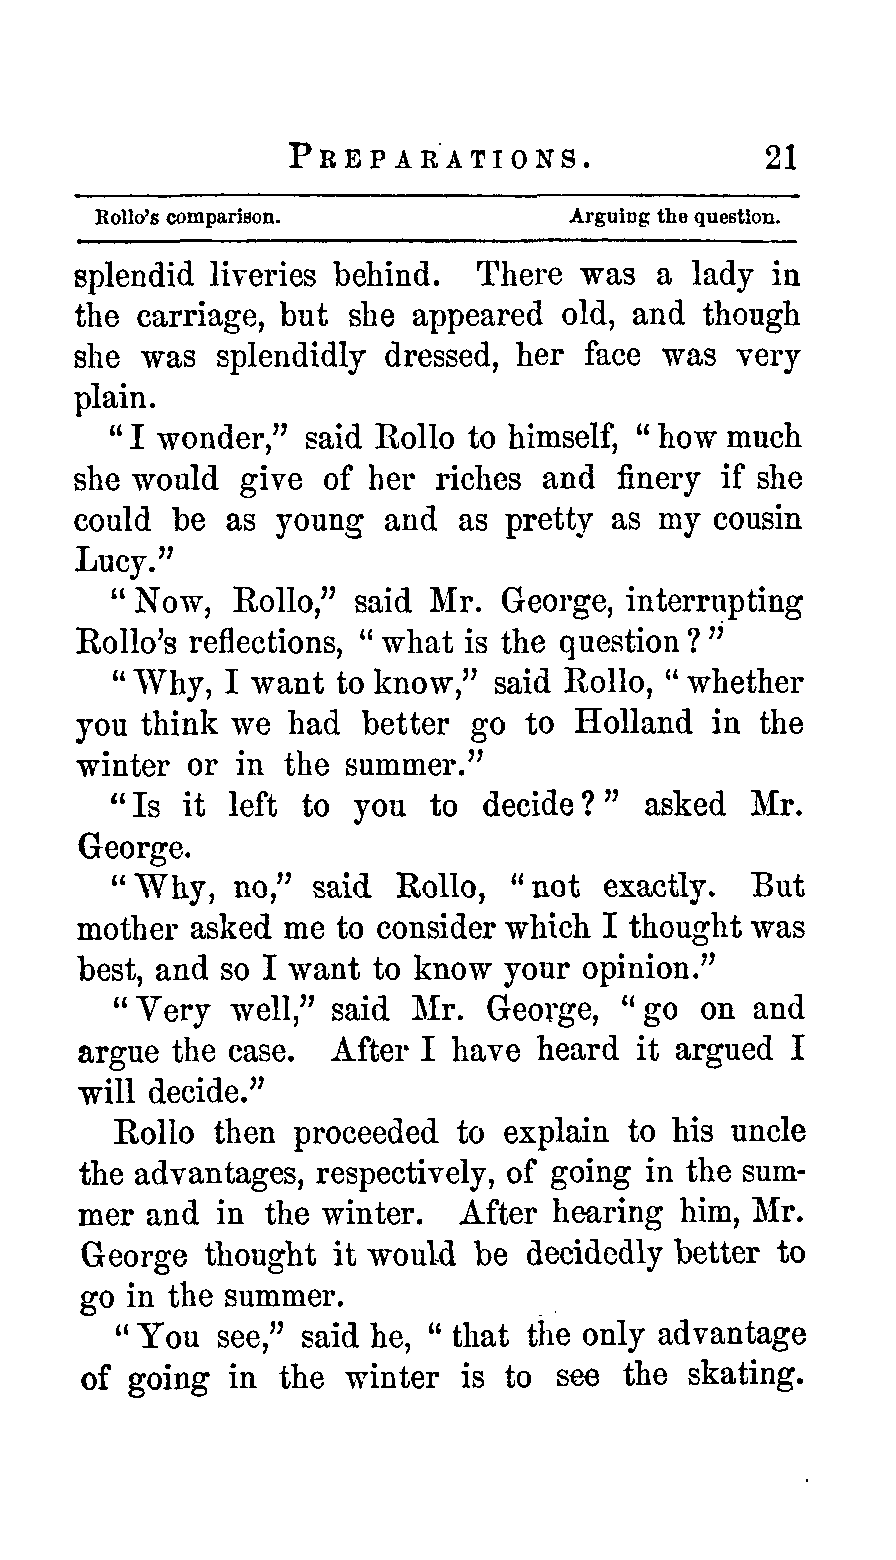 PREPARATIONS. 21
Rollo's comparison. Arguing the question.
splendid liveries behind. There was a lady in
the carriage, but she appeared old, and though
she was splendidly dressed, her face was very
plain.
"I wonder," said Rollo to himself, "how much
she would give of her riches and finery if she
could be as young and as pretty as my cousin
Lucy."
"Now, Rollo," said Mr. George, interrupting
Rollo's reflections, "what is the question?"
"Why, I want to know," said Rollo, "whether
you think we had better go to Holland in the
winter or in the summer."
"Is it left to you to decide?" asked Mr.
George.
"Why, no," said Rollo, "not exactly. But
mother asked me to consider which I thought was
best, and so I want to know your opinion."
"Very well," said Mr. George, "go on and
argue the case. After I have heard it argued I
will decide."
Rollo then proceeded to explain to his uncle
the advantages, respectively, of going in the sum-
mer and in the winter. After hearing him, Mr.
George thought it would be decidedly better to
go in the summer.
"You see," said he, "that the only advantage
of going in the winter is to see the skating.